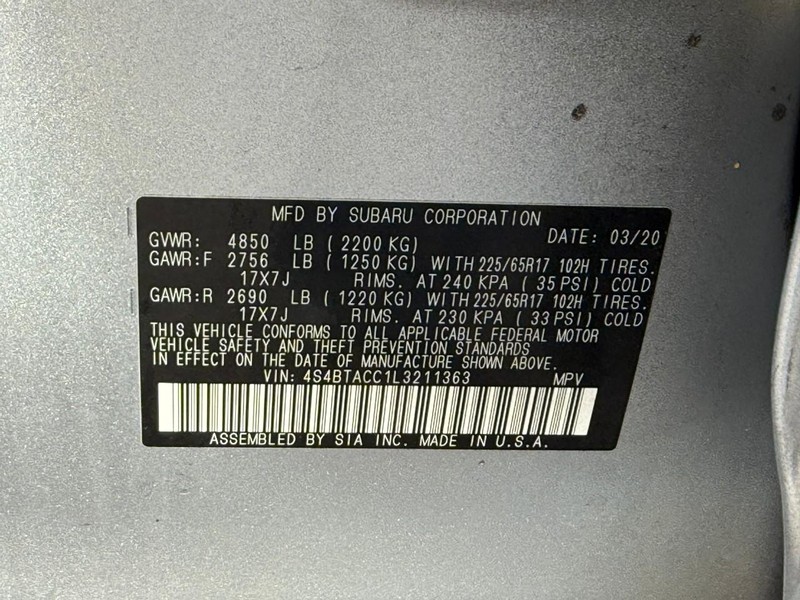 MFD BY SUBARU CORPORATION
GVWR: 4850 LB (2200 KG) DATE: 03/20
GAWR:F 2756 LB (1250 KG) WITH 225/65R17 102H TIRES.
17X7J RIMS. AT 240 KPA (35 PSI) COLD
GAWR:R 2690 LB (1220 KG) WITH 225/65R17 102H TIRES.
17X7J RIMS. AT 230 KPA (33 PSI) COLD
THIS VEHICLE CONFORMS TO ALL APPLICABLE FEDERAL MOTOR
VEHICLE SAFETY AND THEFT PREVENTION STANDARDS
IN EFFECT ON THE DATE OF MANUFACTURE SHOWN ABOVE.
VIN: 4S4BTACC1L3211363 MPV
ASSEMBLED BY SIA INC. MADE IN U.S.A.